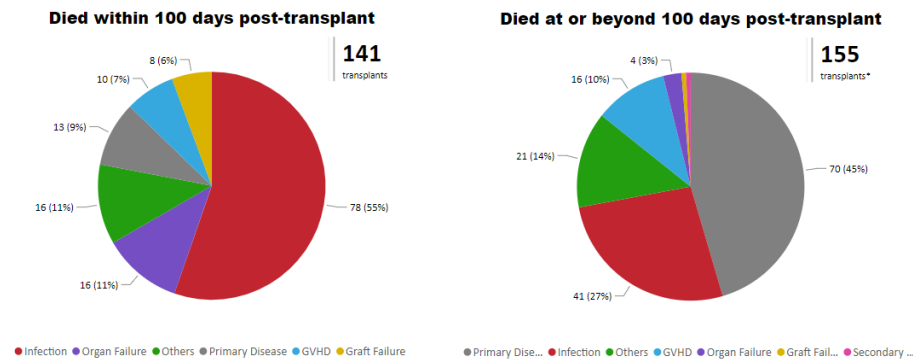 Died within 100 days post-transplant
141
transplants
8 (6%)
10 (7%)
13 (9%)
16 (11%)
16 (11%)
78 (55%)
Infection Organ Failure Others Primary Disease GVHD Graft Failure
Died at or beyond 100 days post-transplant
155
transplants*
4 (3%)
16 (10%)
21 (14%)
41 (27%)
70 (45%)
Primary Dise... Infection Others GVHD Organ Failure Graft Fail... Secondary ...